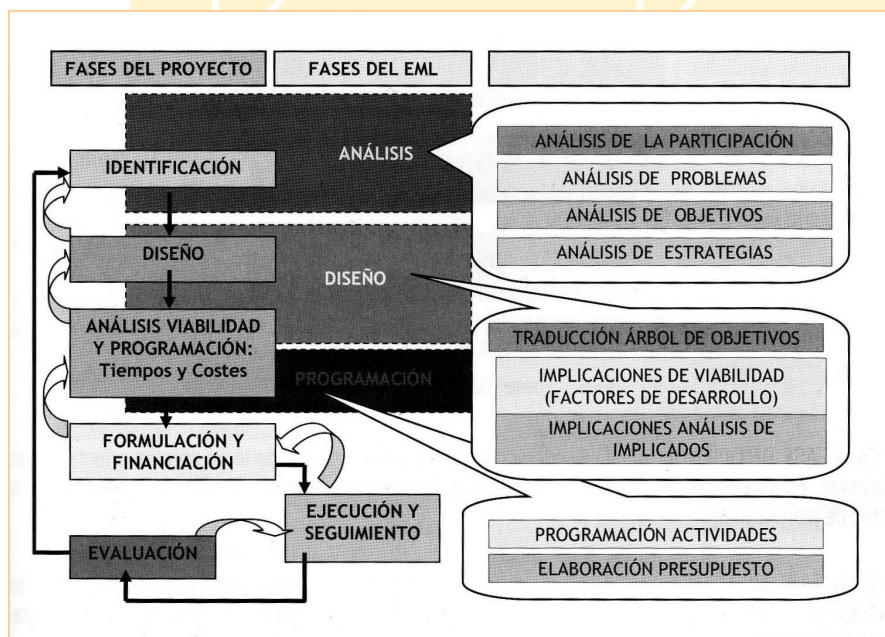 FASES DEL PROYECTO
FASES DEL EML
IDENTIFICACIÓN
DISEÑO
ANÁLISIS VIABILIDAD
Y PROGRAMACIÓN:
Tiempos y Costes
FORMULACIÓN Y
FINANCIACIÓN
EJECUCIÓN Y
SEGUIMIENTO
EVALUACIÓN
ANÁLISIS
DISEÑO
PROGRAMACIÓN
ANÁLISIS DE LA PARTICIPACIÓN
ANÁLISIS DE PROBLEMAS
ANÁLISIS DE OBJETIVOS
ANÁLISIS DE ESTRATEGIAS
TRADUCCIÓN ÁRBOL DE OBJETIVOS
IMPLICACIONES DE VIABILIDAD
(FACTORES DE DESARROLLO)
IMPLICACIONES ANÁLISIS DE
IMPLICADOS
PROGRAMACIÓN ACTIVIDADES
ELABORACIÓN PRESUPUESTO